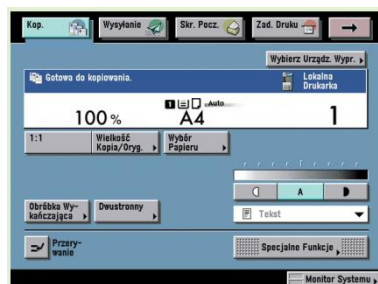 Kop.
Wysyłanie
Skr. Pocz.
Zad. Druku
Wybierz Urządz. Wypr.
Gotowa do kopiowania.
Lokalna
Drukarka
100 %
1
Auto
A4
1
1:1
Wielkość
Kopia/Oryg.
Wybór
Papieru
A
Obróbka Wy-
kańczająca
Dwustronny
Tekst
Przery-
wanie
Specjalne Funkcje
Monitor Systemu